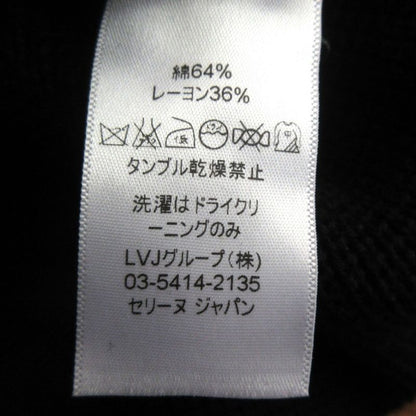 綿64%
レーヨン36%
タンブル乾燥禁止
洗濯はドライクリ
ーニングのみ
LVJグループ(株)
03-5414-2135
セリーヌ ジャパン